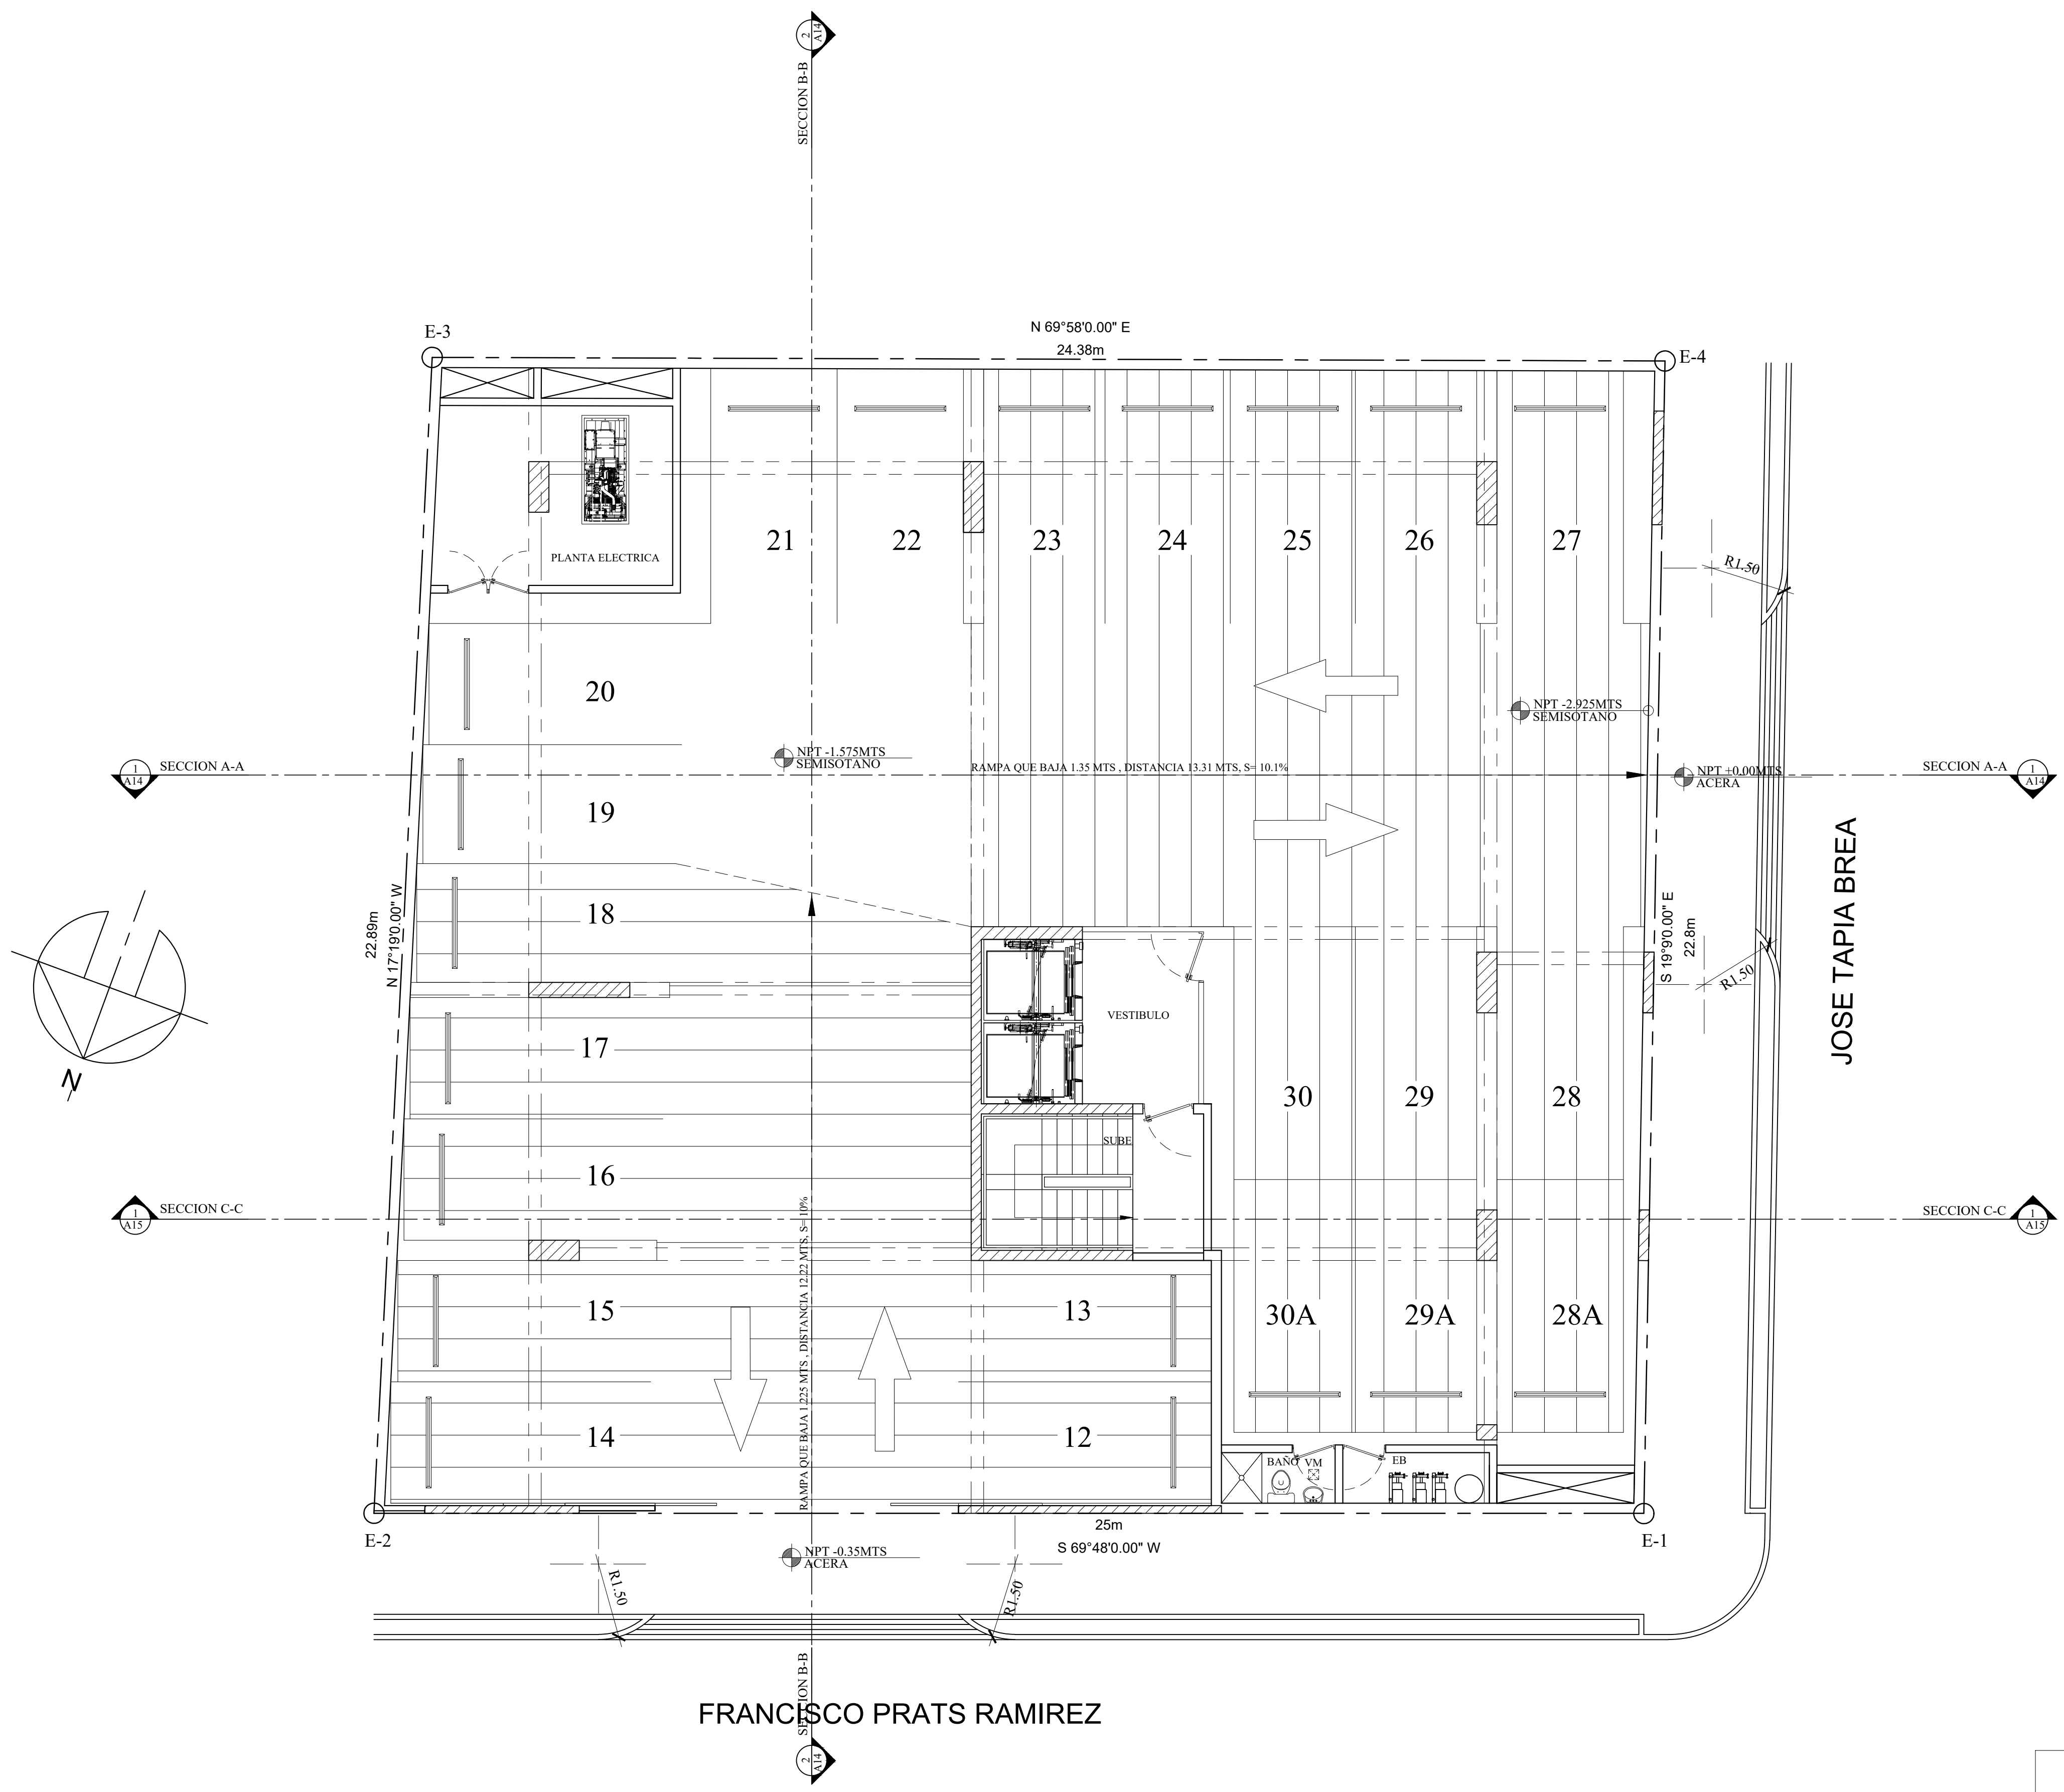 2
A14
SECCION B-B
N 69°58'0.00" E
24.38m
E-3
E-4
21
22
23
24
25
26
27
PLANTA ELECTRICA
R1.50
20
NPT -2.925MTS
SEMISOTANO
NPT -1.575MTS
SEMISOTANO
1
A14
SECCION A-A
RAMPA QUE BAJA 1.35 MTS , DISTANCIA 13.31 MTS, S= 10.1%
NPT +0.00MTS
ACERA
SECCION A-A
1
A14
19
JOSE TAPIA BREA
18
22.89m
N 17°19'0.00" W
S 19°9'0.00" E
22.8m
R1.50
N
VESTIBULO
17
30
29
28
SUBE
16
1
A15
SECCION C-C
SECCION C-C
1
A15
RAMPA QUE BAJA 1.225 MTS , DISTANCIA 12.22 MTS, S= 10%
15
13
30A
29A
28A
14
12
BAÑO
VM
EB
E-2
25m
S 69°48'0.00" W
E-1
NPT -0.35MTS
ACERA
R1.50
R1.50
SECCION B-B
FRANCISCO PRATS RAMIREZ
2
A14